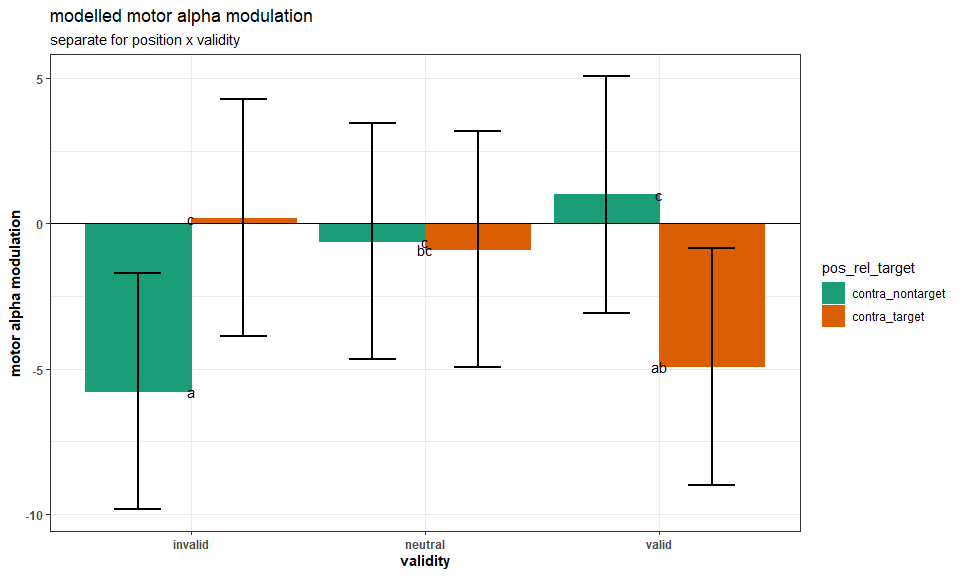 modelled motor alpha modulation
separate for position x validity
motor alpha modulation
5
0
-5
-10
c
c
c
bc
ab
a
invalid
neutral
valid
validity
pos_rel_target
contra_nontarget
contra_target